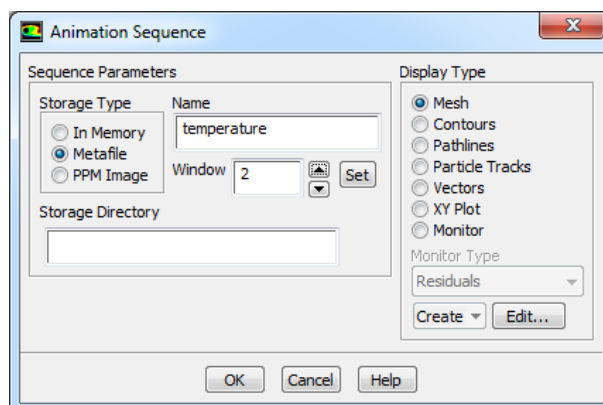 Animation Sequence
Sequence Parameters
Storage Type
In Memory
Metafile
PPM Image
Name
temperature
Window 2 Set
Storage Directory
Display Type
Mesh
Contours
Pathlines
Particle Tracks
Vectors
XY Plot
Monitor
Monitor Type
Residuals
Create Edit...
OK Cancel Help